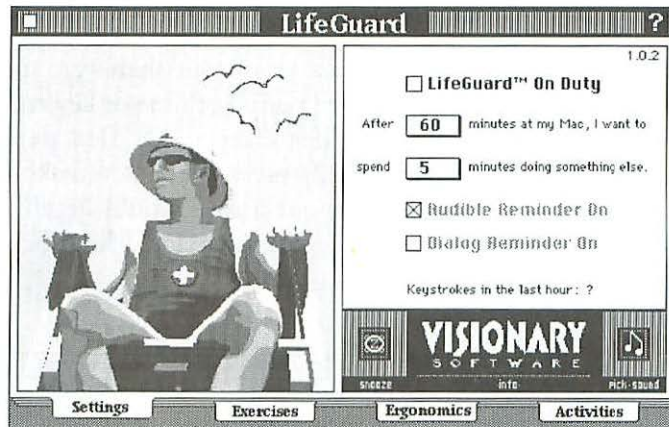 LifeGuard
?
1.0.2
LifeGuard™ On Duty
After 60 minutes at my Mac, I want to
spend 5 minutes doing something else.
Audible Reminder On
Dialog Reminder On
Keystrokes in the last hour: ?
VISIONARY
SOFTWARE
snooze info pick-sound
Settings Exercises Ergonomics Activities